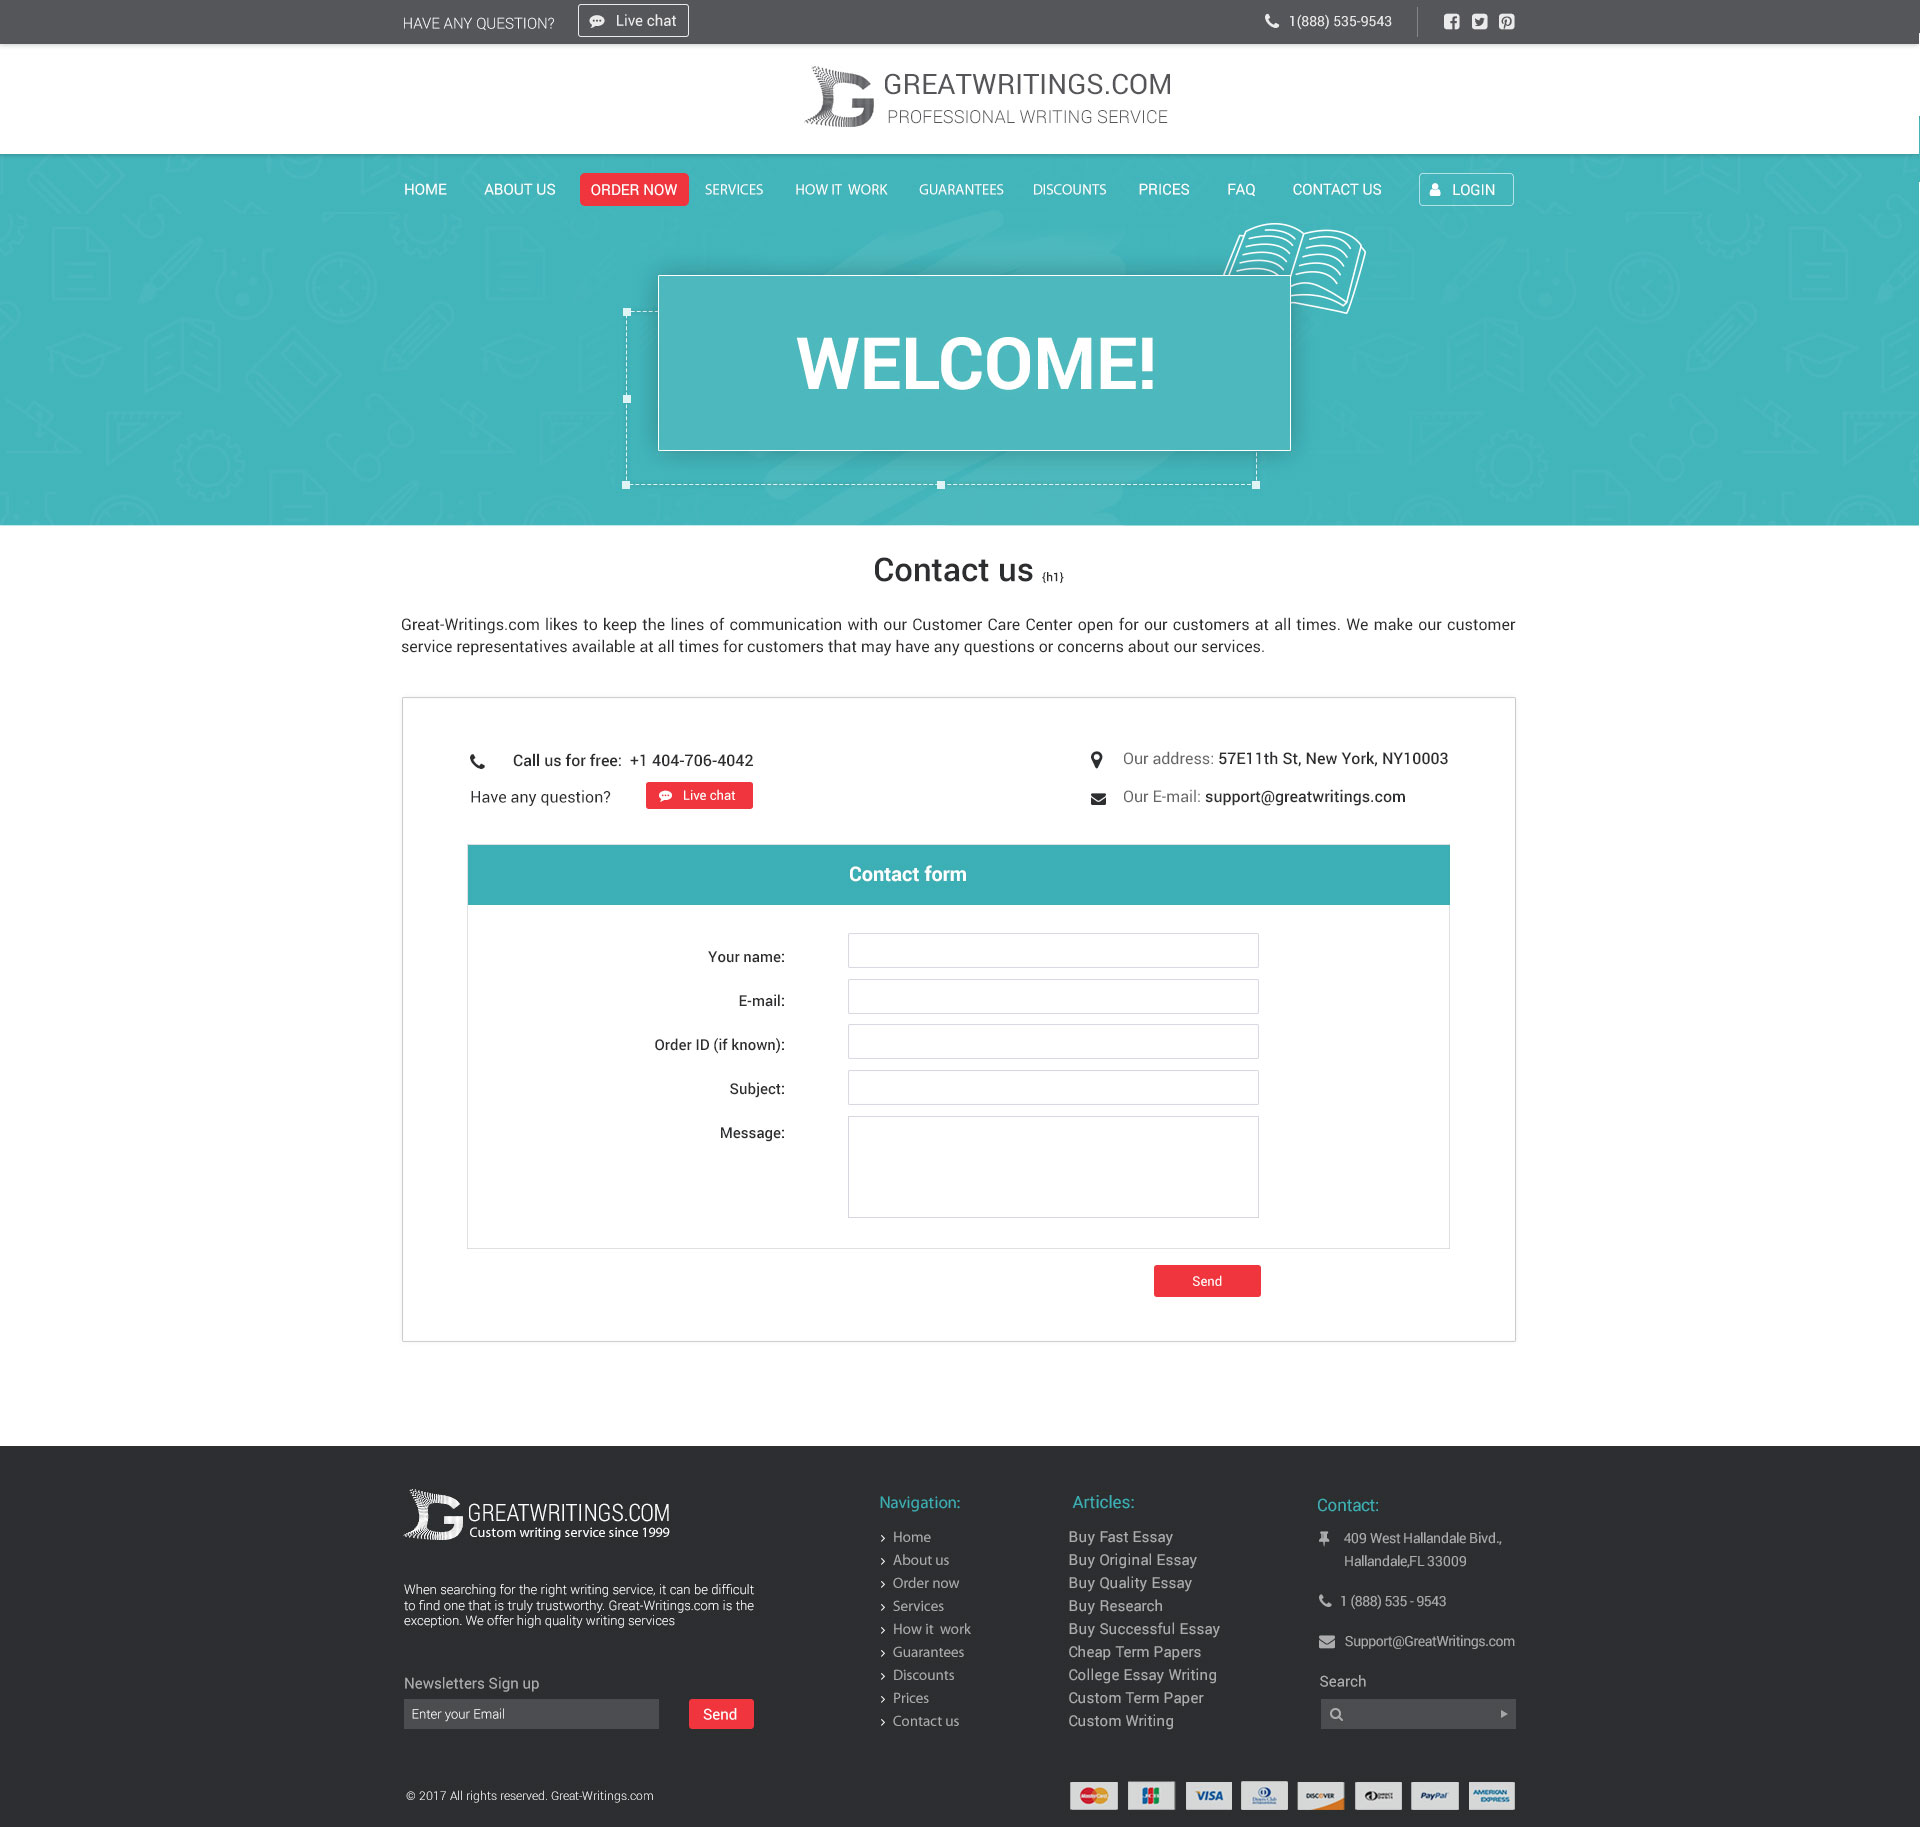 HAVE ANY QUESTION? Live chat 1(888) 535-9543
GREATWRITINGS.COM
PROFESSIONAL WRITING SERVICE
HOME ABOUT US ORDER NOW SERVICES HOW IT WORK GUARANTEES DISCOUNTS PRICES FAQ CONTACT US LOGIN
WELCOME!
Contact us {h1}
Great-Writings.com likes to keep the lines of communication with our Customer Care Center open for our customers at all times. We make our customer
service representatives available at all times for customers that may have any questions or concerns about our services.
Call us for free: +1 404-706-4042
Have any question? Live chat
Our address: 57E11th St, New York, NY10003
Our E-mail: support@greatwritings.com
Contact form
Your name:
E-mail:
Order ID (if known):
Subject:
Message:
Send
GREATWRITINGS.COM
Custom writing service since 1999
When searching for the right writing service, it can be difficult
to find one that is truly trustworthy. Great-Writings.com is the
exception. We offer high quality writing services
Newsletters Sign up
Enter your Email Send
Navigation:
Home
About us
Order now
Services
How it work
Guarantees
Discounts
Prices
Contact us
Articles:
Buy Fast Essay
Buy Original Essay
Buy Quality Essay
Buy Research
Buy Successful Essay
Cheap Term Papers
College Essay Writing
Custom Term Paper
Custom Writing
Contact:
409 West Hallandale Bivd.,
Hallandale,FL 33009
1 (888) 535 - 9543
Support@GreatWritings.com
Search
© 2017 All rights reserved. Great-Writings.com
MasterCard JCB VISA Diners Club DISCOVER PayPal AMERICAN EXPRESS